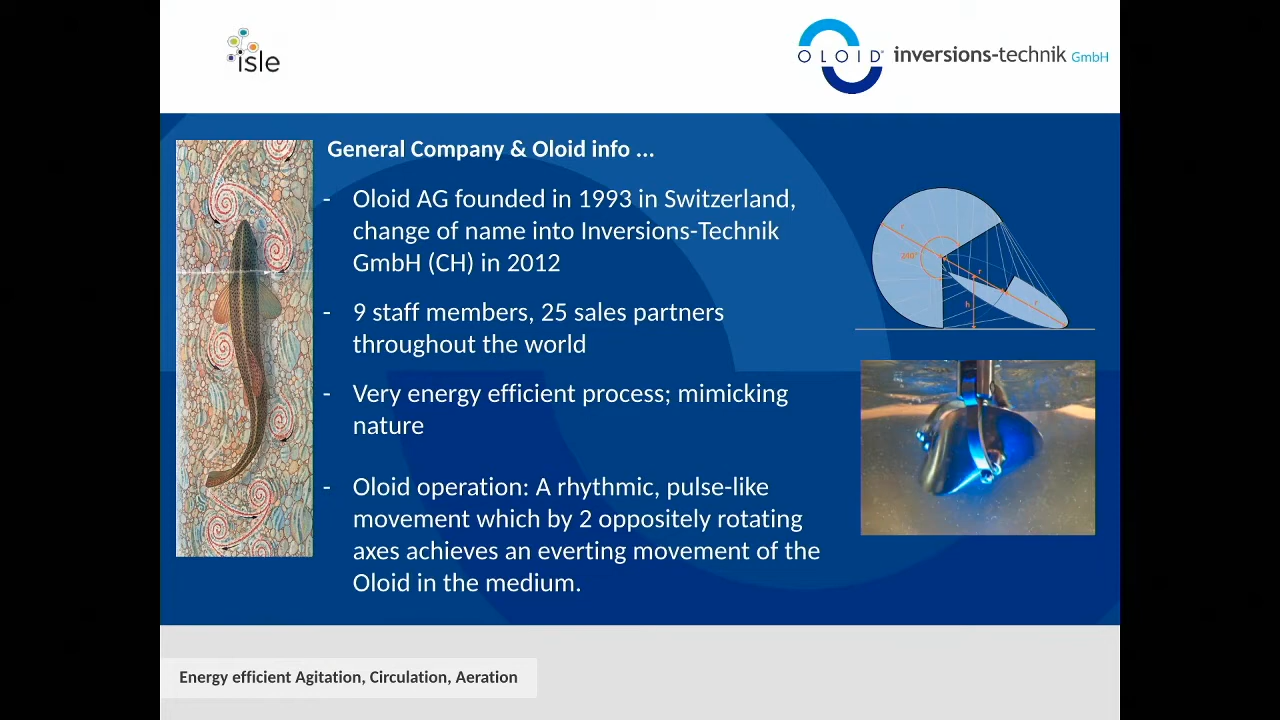 isle
OLOID® inversions-technik GmbH
General Company & Oloid info ...
- Oloid AG founded in 1993 in Switzerland,
change of name into Inversions-Technik
GmbH (CH) in 2012
- 9 staff members, 25 sales partners
throughout the world
- Very energy efficient process; mimicking
nature
- Oloid operation: A rhythmic, pulse-like
movement which by 2 oppositely rotating
axes achieves an everting movement of the
Oloid in the medium.
r
240°
r
h
r
Energy efficient Agitation, Circulation, Aeration